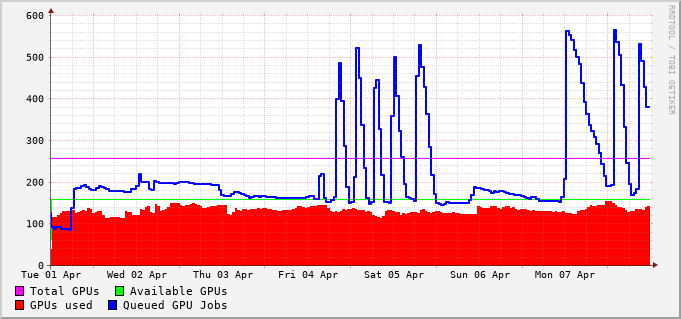 600
500
400
300
200
100
0
Tue 01 Apr Wed 02 Apr Thu 03 Apr Fri 04 Apr Sat 05 Apr Sun 06 Apr Mon 07 Apr
Total GPUs Available GPUs
GPUs used Queued GPU Jobs
RRDTOOL / TOBI OETIKER